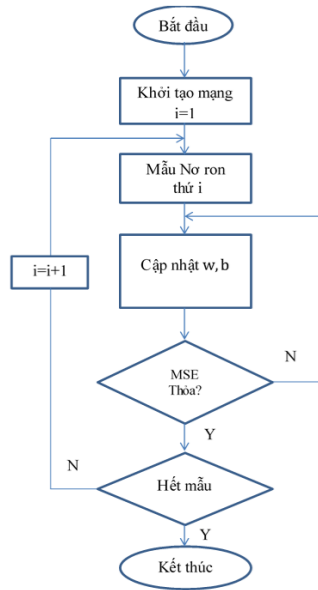 Bắt đầu
Khởi tạo mạng
i=1
Mẫu Nơ ron
thứ i
Cập nhật w, b
i=i+1
MSE
Thỏa?
N
Y
N
Hết mẫu
Y
Kết thúc